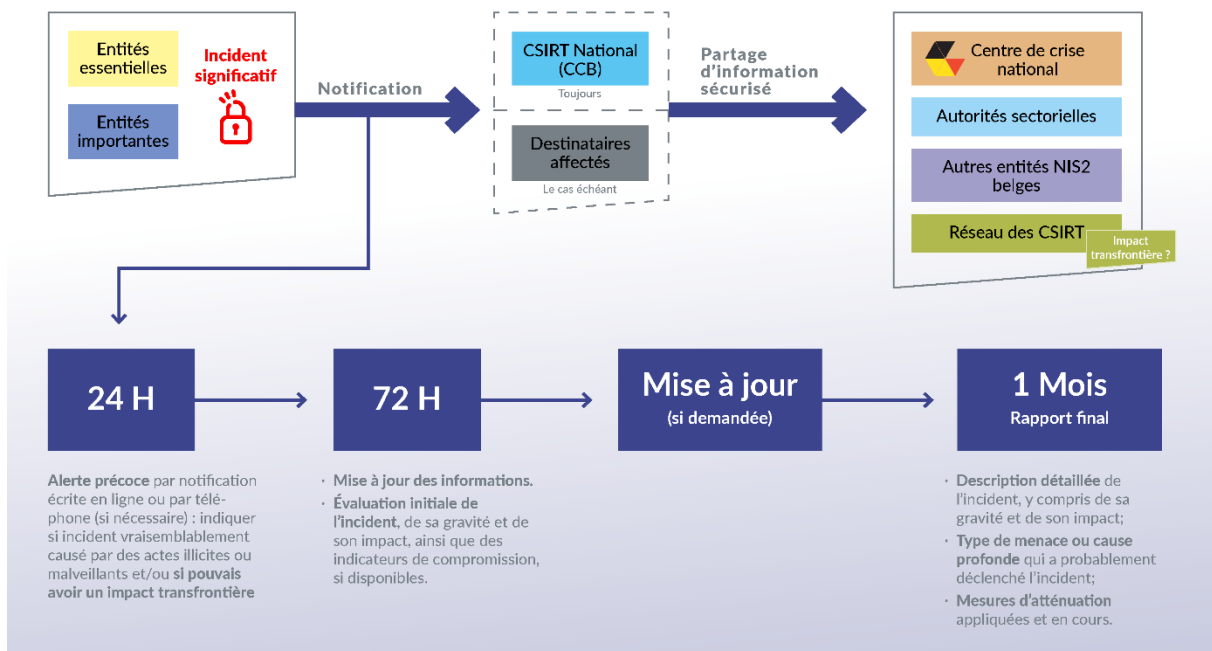 Entités
essentielles
Entités
importantes
Incident
significatif
Notification
CSIRT National
(CCB)
Toujours
Destinataires
affectés
Le cas échéant
Partage
d'information
sécurisé
Centre de crise
national
Autorités sectorielles
Autres entités NIS2
belges
Réseau des CSIRT
Impact
transfrontière ?
24 H
72 H
Mise à jour
(si demandée)
1 Mois
Rapport final
Alerte précoce par notification
écrite en ligne ou par télé-
phone (si nécessaire) : indiquer
si incident vraisemblablement
causé par des actes illicites ou
malveillants et/ou si pouvais
avoir un impact transfrontière
· Mise à jour des informations.
· Évaluation initiale de
l'incident, de sa gravité et de
son impact, ainsi que des
indicateurs de compromission,
si disponibles.
· Description détaillée de
l'incident, y compris de sa
gravité et de son impact;
· Type de menace ou cause
profonde qui a probablement
déclenché l'incident;
· Mesures d'atténuation
appliquées et en cours.